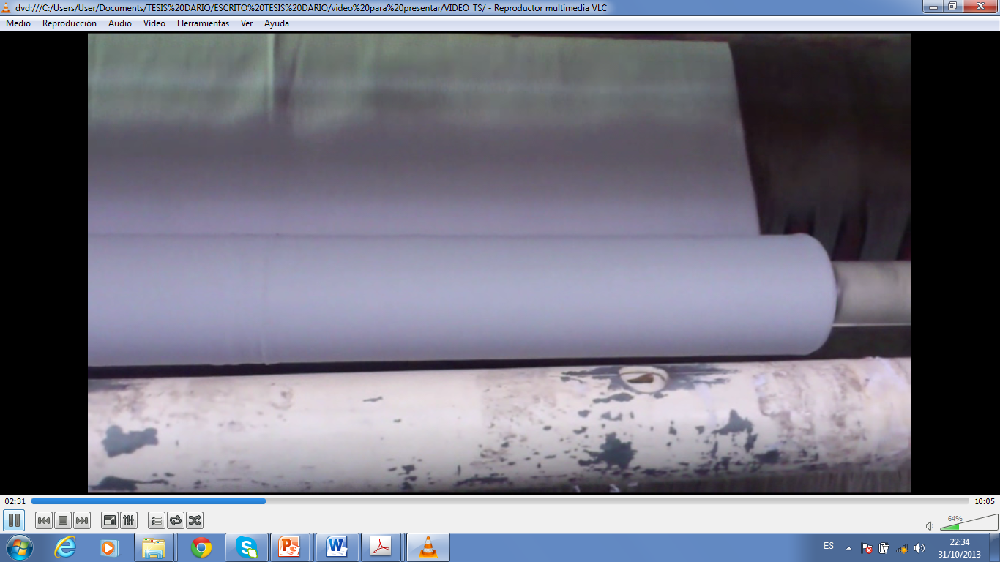 dvd:///C:/Users/User/Documents/TESIS%20DARIO/ESCRITO%20TESIS%20DARIO/video%20para%20presentar/VIDEO_TS/ - Reproductor multimedia VLC
Medio Reproducción Audio Vídeo Herramientas Ver Ayuda
02:31 10:05
64%
ES 22:34
31/10/2013